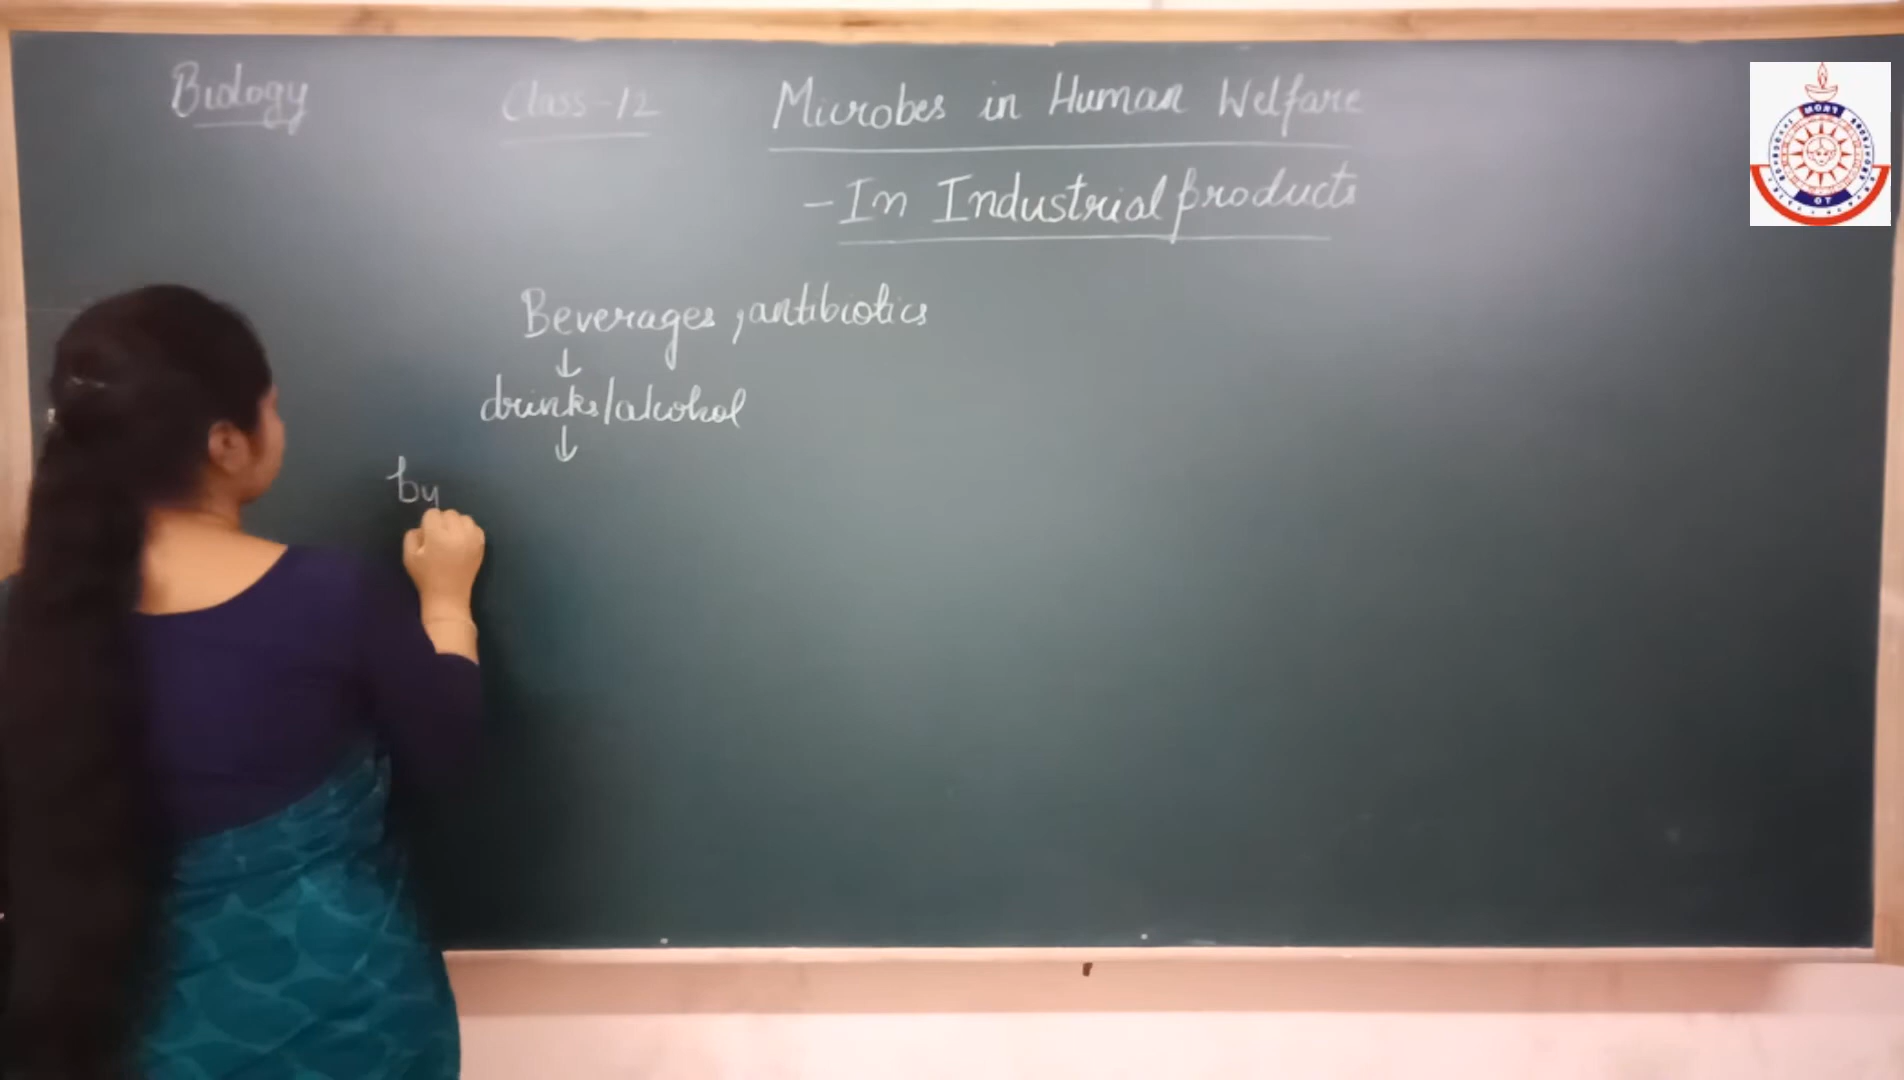 Biology Class-12 Microbes in Human Welfare
- In Industrial products
Beverages, antibiotics
↓
drinks/alcohol
↓
by